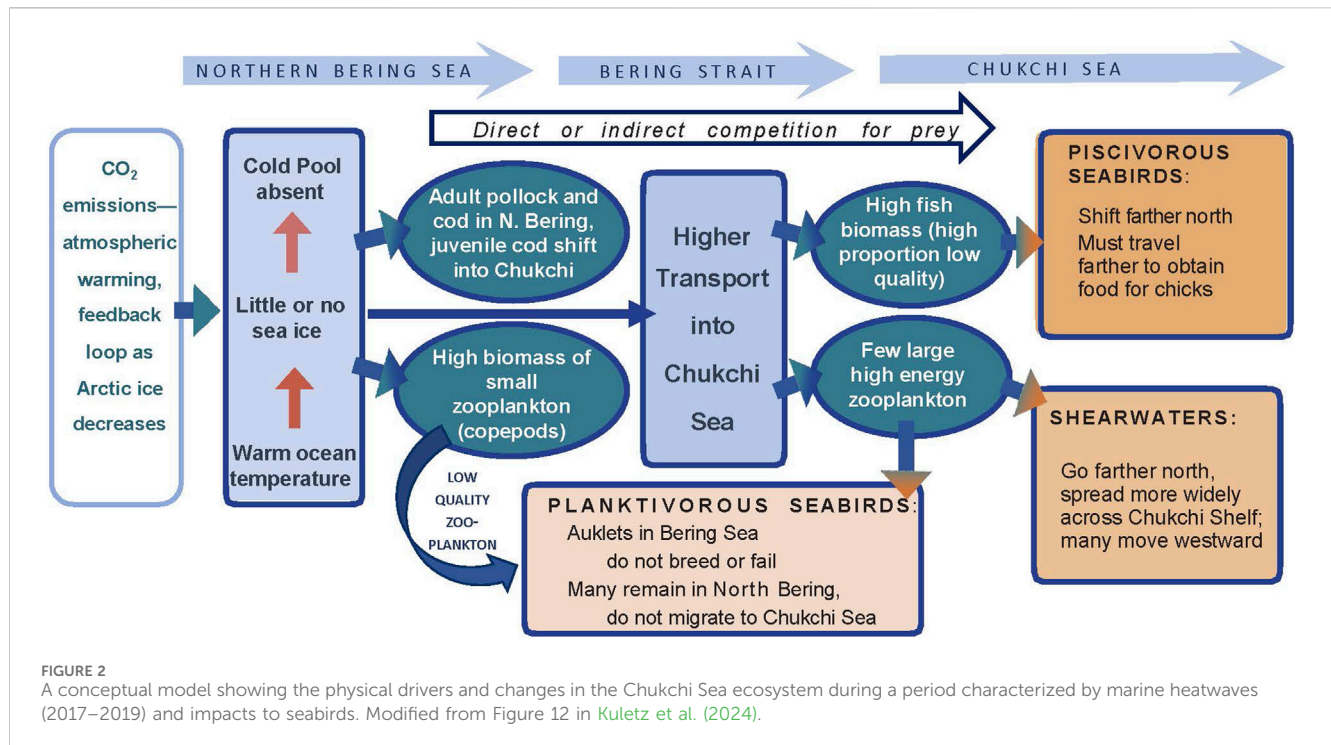 NORTHERN BERING SEA
BERING STRAIT
CHUKCHI SEA
Direct or indirect competition for prey
CO₂
emissions—
atmospheric
warming,
feedback
loop as
Arctic ice
decreases
Cold Pool
absent
Little or no
sea ice
Warm ocean
temperature
Adult pollock and
cod in N. Bering,
juvenile cod shift
into Chukchi
High biomass of
small
zooplankton
(copepods)
LOW
QUALITY
ZOO-
PLANKTON
Higher
Transport
into
Chukchi
Sea
High fish
biomass (high
proportion low
quality)
Few large
high energy
zooplankton
PISCIVOROUS
SEABIRDS:
Shift farther north
Must travel
farther to obtain
food for chicks
SHEARWATERS:
Go farther north,
spread more widely
across Chukchi Shelf;
many move westward
PLANKTIVOROUS SEABIRDS:
Auklets in Bering Sea
do not breed or fail
Many remain in North Bering,
do not migrate to Chukchi Sea
FIGURE 2
A conceptual model showing the physical drivers and changes in the Chukchi Sea ecosystem during a period characterized by marine heatwaves
(2017–2019) and impacts to seabirds. Modified from Figure 12 in Kuletz et al. (2024).